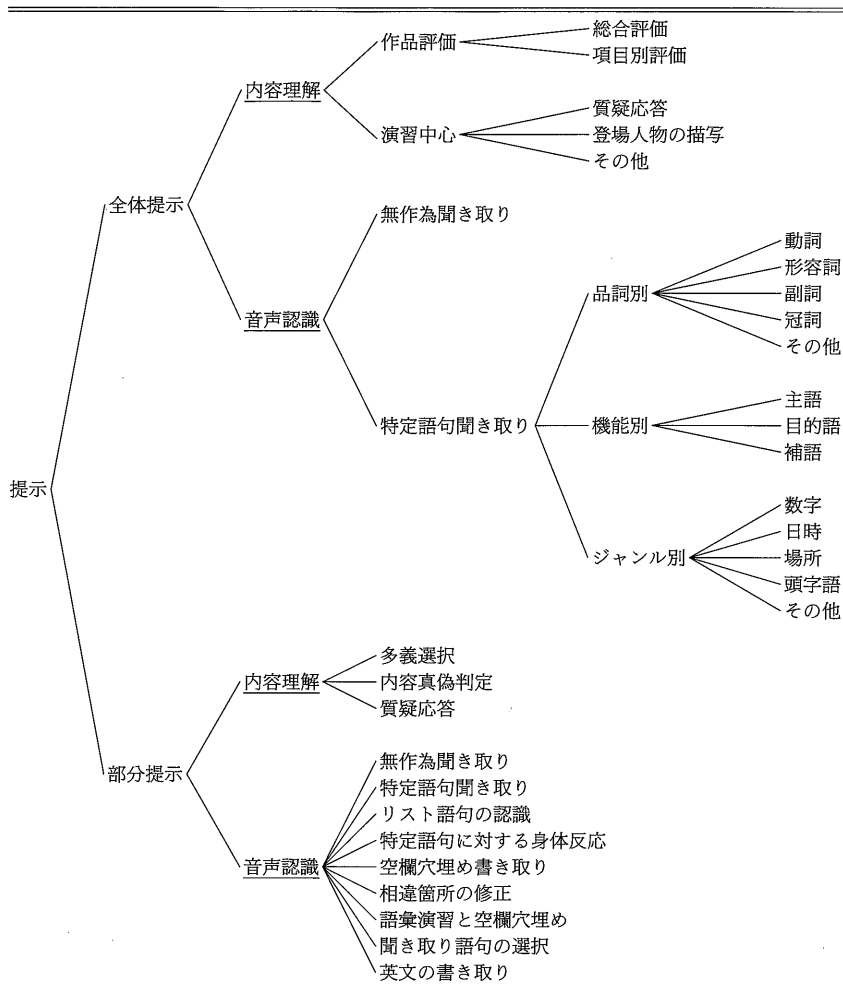 総合評価
作品評価
項目別評価
内容理解
質疑応答
演習中心
登場人物の描写
その他
全体提示
無作為聞き取り
動詞
形容詞
品詞別
副詞
冠詞
音声認識
その他
主語
特定語句聞き取り
機能別
目的語
補語
提示
数字
日時
ジャンル別
場所
頭字語
その他
多義選択
内容理解
内容真偽判定
質疑応答
部分提示
無作為聞き取り
特定語句聞き取り
リスト語句の認識
特定語句に対する身体反応
音声認識
空欄穴埋め書き取り
相違箇所の修正
語彙演習と空欄穴埋め
聞き取り語句の選択
英文の書き取り